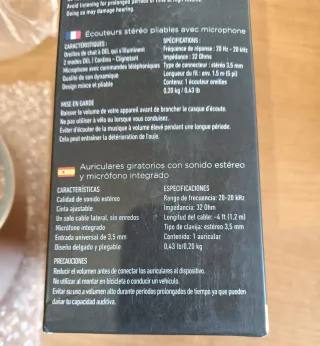 Avoid listening for prolonged periods of time at high
Doing so may damage hearing.
Écouteurs stéréo pliables avec microphone
CARACTÉRISTIQUES :
Oreilles de chat à DEL qui s'illuminent
2 modes DEL | Continu - Clignotant
Microphone avec commandes téléphoniques
Qualité de son dynamique
Design mince et pliable
SPÉCIFICATIONS :
Fréquence de réponse : 20 Hz - 20 kHz
Impédance : 32 Ohms
Type de connecteur : stéréo 3,5 mm
Longueur du fil : env. 1,5 m (5 pi)
Contenu : 1 écouteur oreilles
0,20 kg / 0,43 lb
MISE EN GARDE
Baisser le volume de votre appareil avant de brancher le casque d'écoute.
Ne pas utiliser à vélo ou lorsque vous conduisez.
Éviter d'écouter de la musique à volume élevé pendant une longue période.
Cela peut entraîner la détérioration de l'ouïe.
Auriculares giratorios con sonido estéreo
y micrófono integrado
CARACTERÍSTICAS
Calidad de sonido estéreo
Cinta ajustable
Un solo cable lateral, sin enredos
Micrófono integrado
Entrada universal de 3.5 mm
Diseño delgado y plegable
ESPECIFICACIONES
Rango de frecuencia: 20-20 kHz
Impedancia: 32 Ohm
Longitud del cable: ~4 ft (1.2 m)
Tipo de clavija: estéreo 3,5 mm
Contenido: 1 auricular
0,43 lb/0,20 kg
PRECAUCIONES
Reducir el volumen antes de conectar los auriculares al dispositivo.
No utilizar al montar en bicicleta o conducir un vehículo.
Evitar su uso a volumen alto durante periodos prolongados de tiempo ya que puede
dañar tu capacidad auditiva.